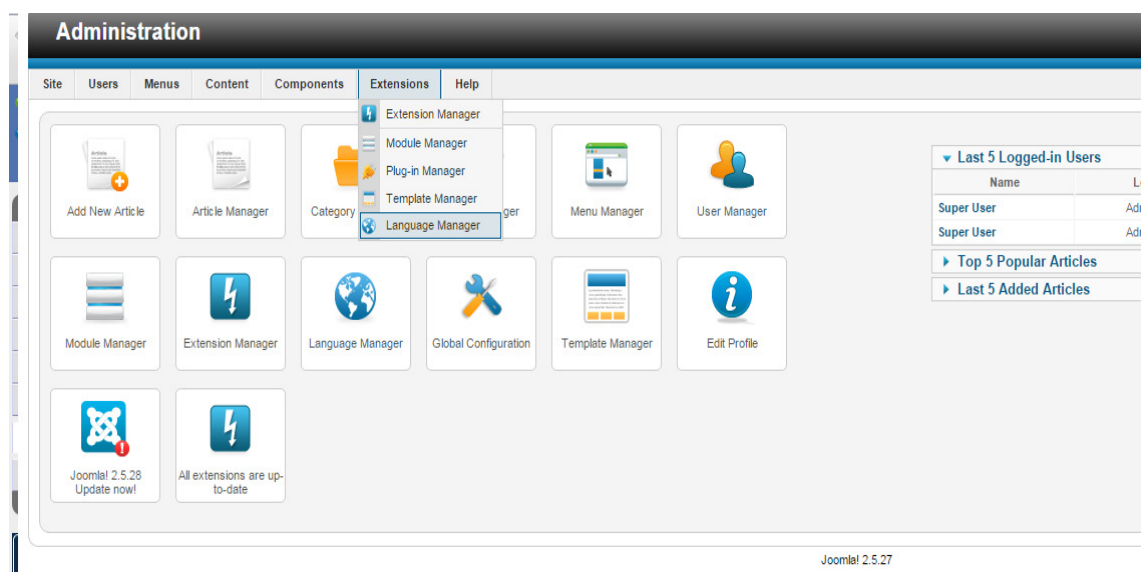 Administration
Site Users Menus Content Components Extensions Help
Extension Manager
Module Manager
Plug-in Manager
Template Manager
Language Manager
Add New Article
Article Manager
Category
ger
Menu Manager
User Manager
Module Manager
Extension Manager
Language Manager
Global Configuration
Template Manager
Edit Profile
Joomla! 2.5.28
Update now!
All extensions are up-
to-date
Last 5 Logged-in Users
Name
Super User Adr
Super User Adr
Top 5 Popular Articles
Last 5 Added Articles
Joomla! 2.5.27